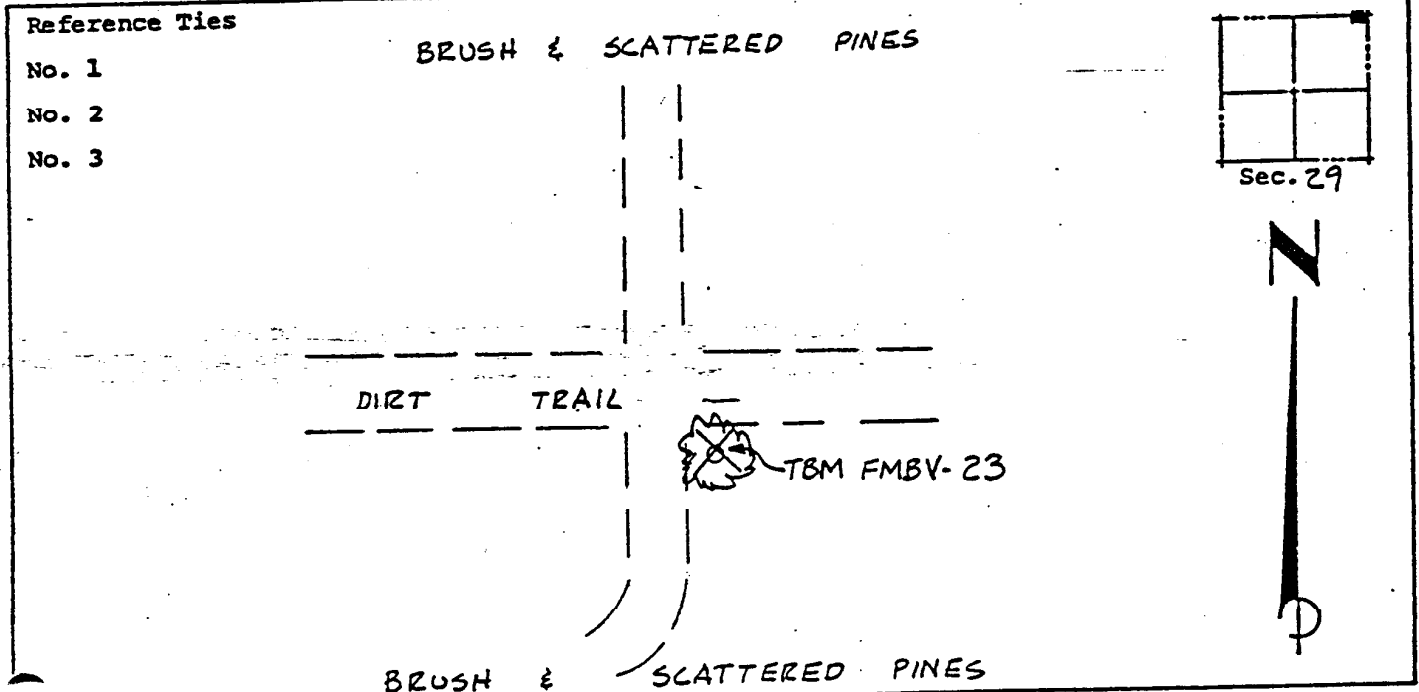 Reference Ties
No. 1
No. 2
No. 3
BRUSH & SCATTERED PINES
Sec. 29
N
DIRT TRAIL
TBM FMBV-23
BRUSH & SCATTERED PINES